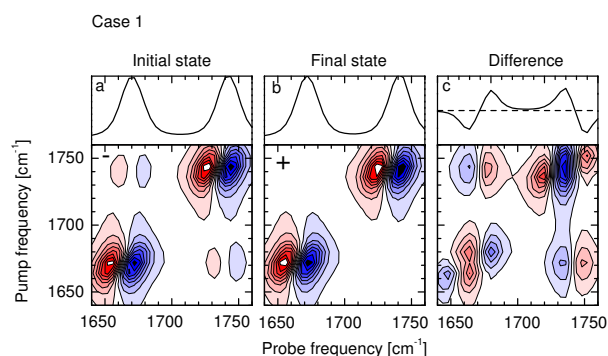 Case 1
Initial state Final state Difference
a b c
- +
Pump frequency [cm⁻¹]
1750
1700
1650
1650 1700 1750 1650 1700 1750 1650 1700 1750
Probe frequency [cm⁻¹]